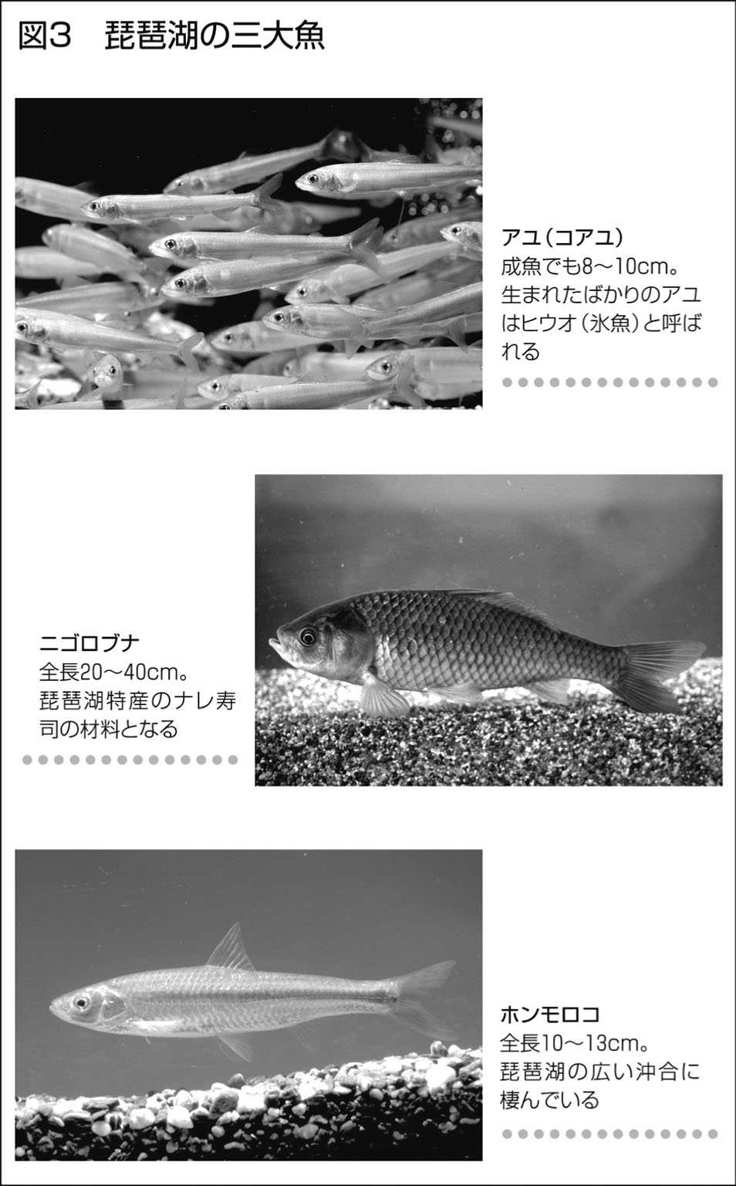 図3 琵琶湖の三大魚
アユ（コアユ）
成魚でも8〜10cm。
生まれたばかりのアユ
はヒウオ（氷魚）と呼ば
れる
ニゴロブナ
全長20〜40cm。
琵琶湖特産のナレ寿
司の材料となる
ホンモロコ
全長10〜13cm。
琵琶湖の広い沖合に
棲んでいる